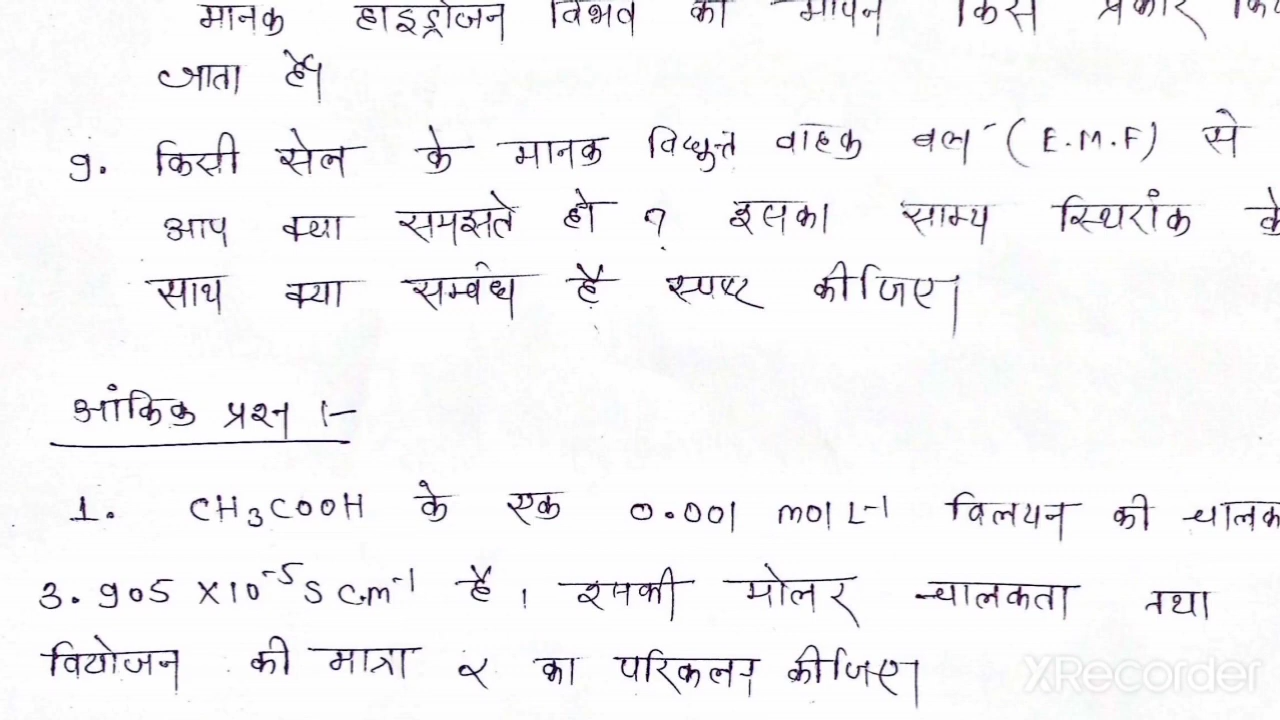 मानक हाइड्रोजन विभव का मापन किस प्रकार
जाता है।
9. किसी सेल के मानक विद्युत वाहक बल (E.M.F) से
आप क्या समझते हो ? इसका साम्य स्थिरांक के
साथ क्या सम्बंध है स्पष्ट कीजिए।
आंकिक प्रश्न :-
1. CH3COOH के एक 0.001 mol L-1 विलयन की चालक
3.905 X10⁻⁵ S cm⁻¹ है। इसकी मोलर चालकता तथा
वियोजन की मात्रा α का परिकलन कीजिए।
XRecorder